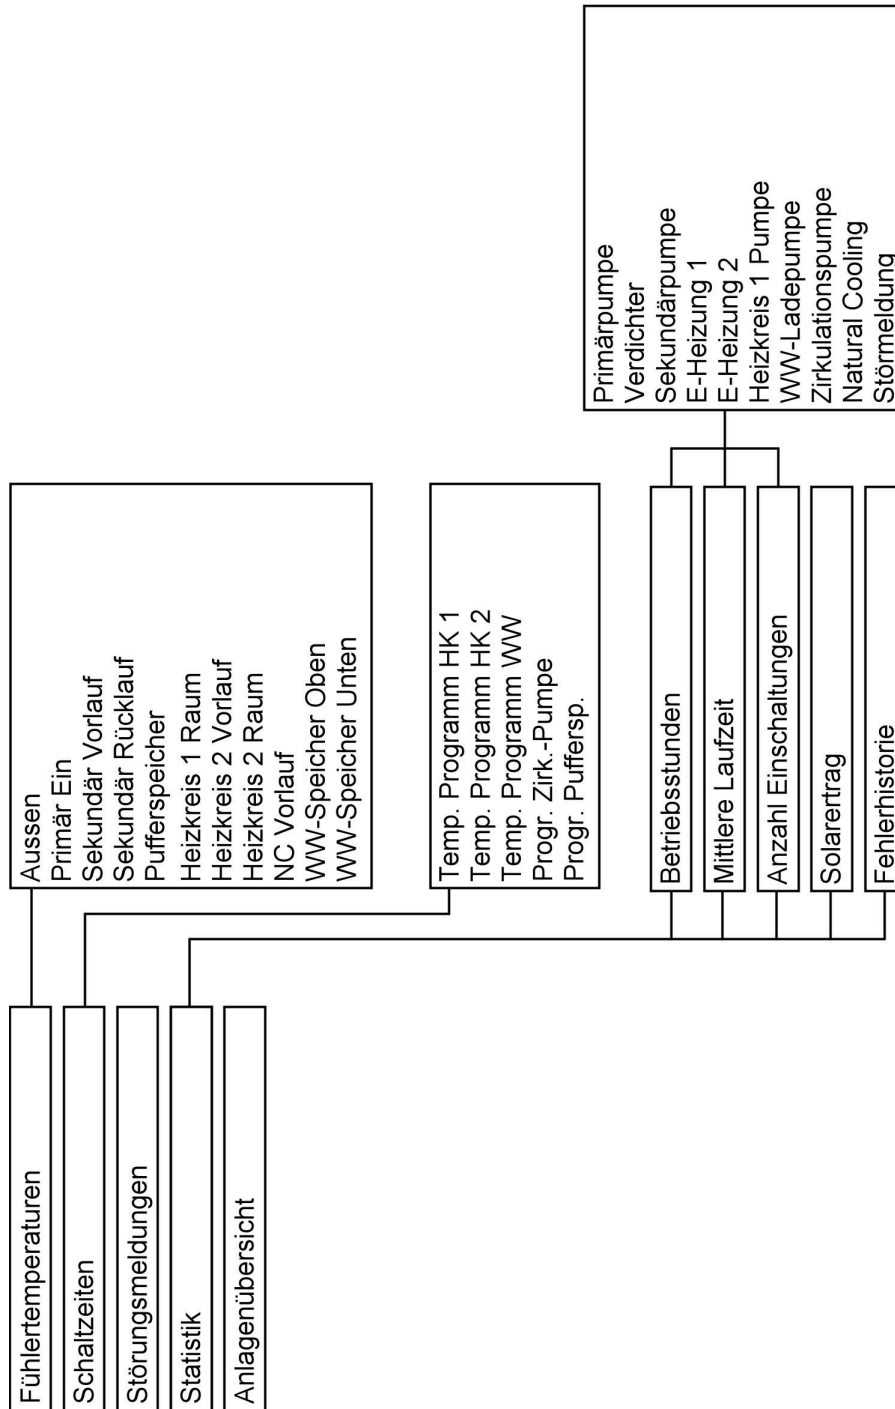 Fühlertemperaturen
Schaltzeiten
Störungsmeldungen
Statistik
Anlagenübersicht
Aussen
Primär Ein
Sekundär Vorlauf
Sekundär Rücklauf
Pufferspeicher
Heizkreis 1 Raum
Heizkreis 2 Vorlauf
Heizkreis 2 Raum
NC Vorlauf
WW-Speicher Oben
WW-Speicher Unten
Temp. Programm HK 1
Temp. Programm HK 2
Temp. Programm WW
Progr. Zirk.-Pumpe
Progr. Puffersp.
Betriebsstunden
Mittlere Laufzeit
Anzahl Einschaltungen
Solarertrag
Fehlerhistorie
Primärpumpe
Verdichter
Sekundärpumpe
E-Heizung 1
E-Heizung 2
Heizkreis 1 Pumpe
WW-Ladepumpe
Zirkulationspumpe
Natural Cooling
Störmeldung